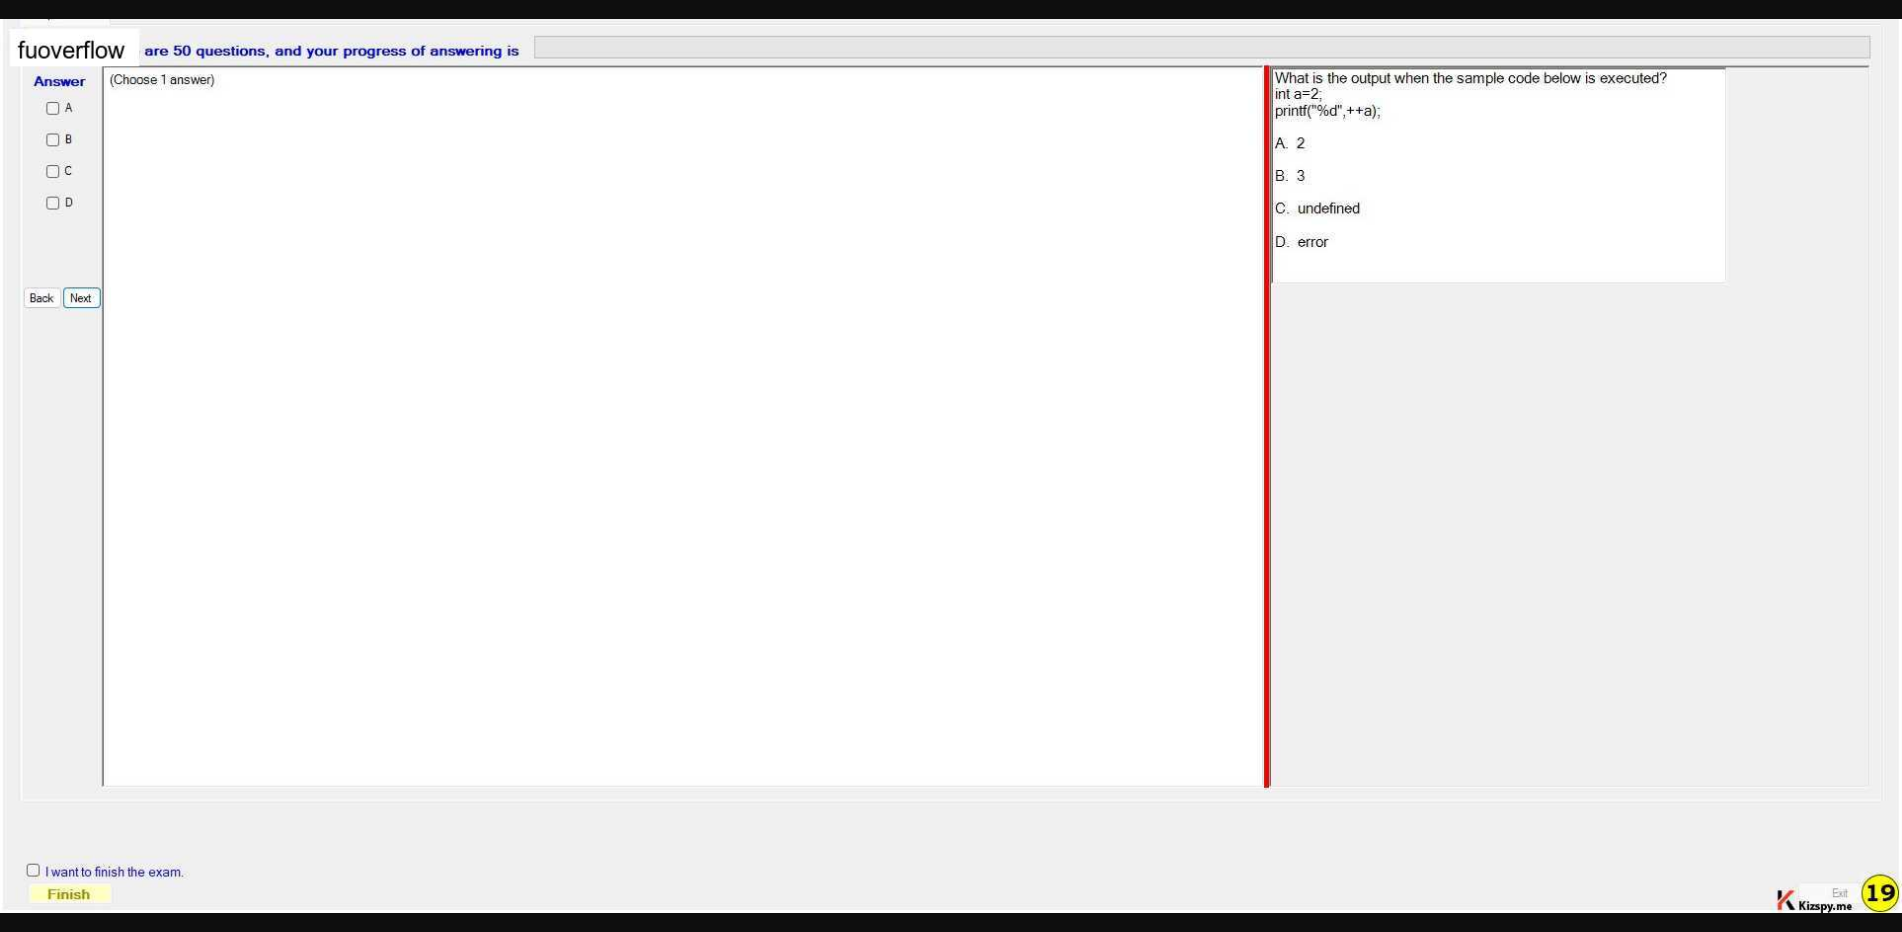 fuoverflow are 50 questions, and your progress of answering is
Answer
(Choose 1 answer)
A
B
C
D
Back Next
What is the output when the sample code below is executed?
int a=2;
printf("%d",++a);
A. 2
B. 3
C. undefined
D. error
I want to finish the exam.
Finish
Exit
Kizspy.me
19